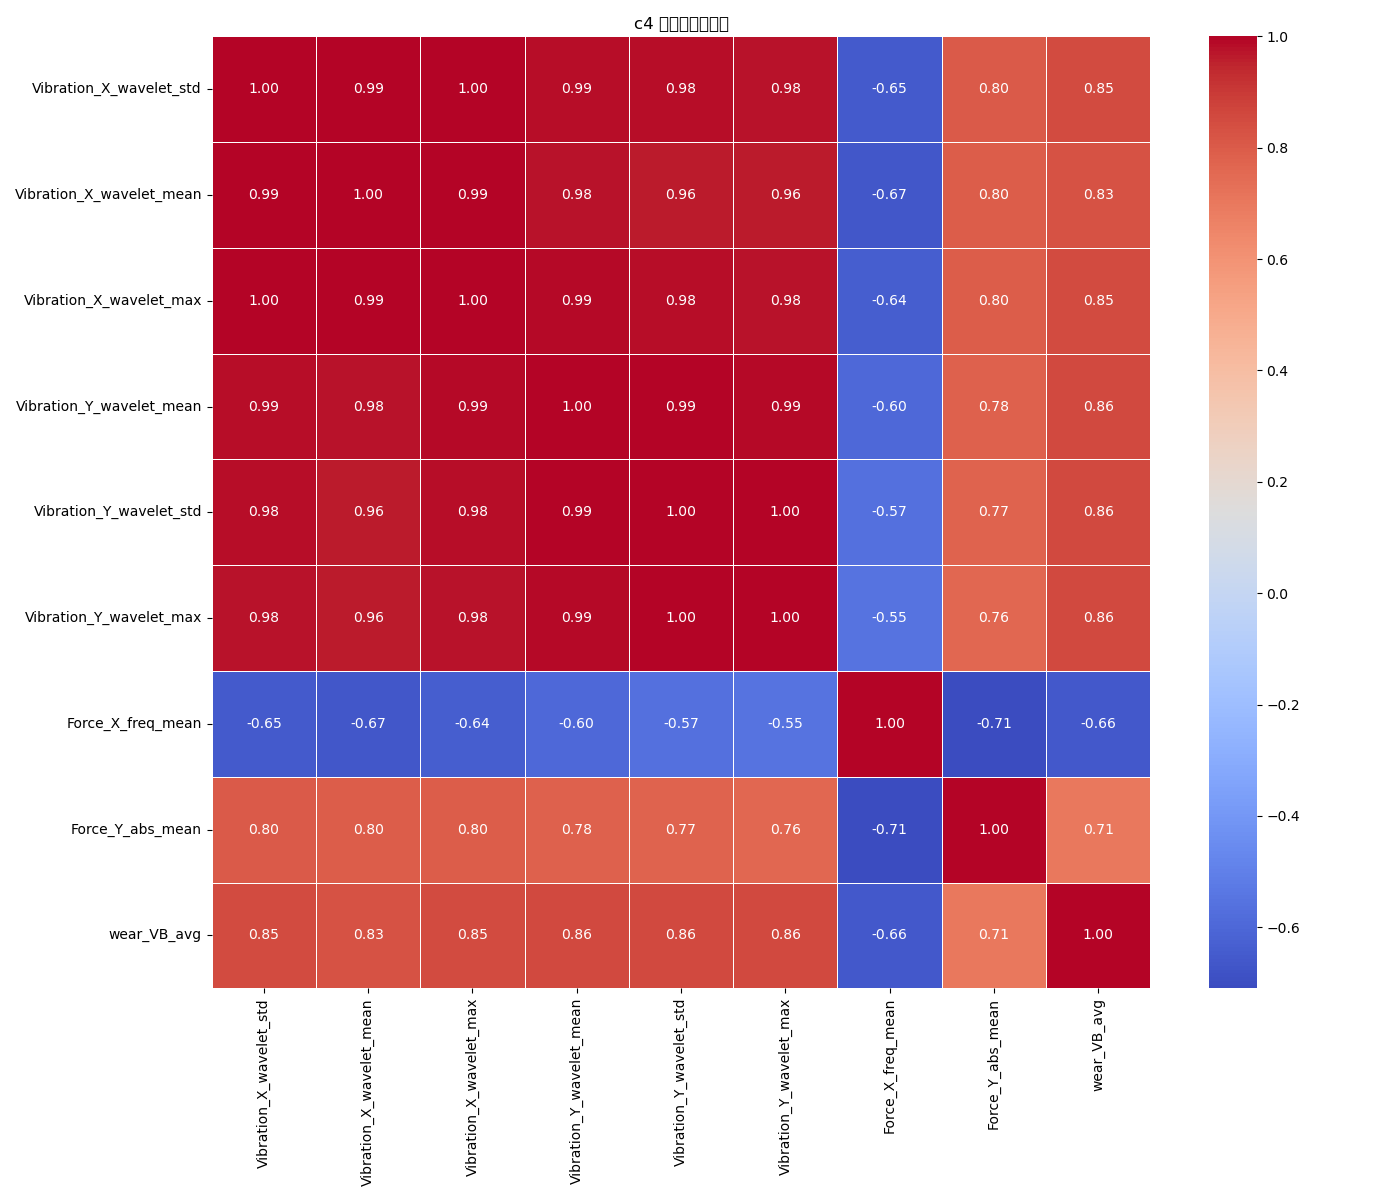 c4
1.0
Vibration_X_wavelet_std 1.00 0.99 1.00 0.99 0.98 0.98 -0.65 0.80 0.85
0.8
Vibration_X_wavelet_mean 0.99 1.00 0.99 0.98 0.96 0.96 -0.67 0.80 0.83
0.6
Vibration_X_wavelet_max 1.00 0.99 1.00 0.99 0.98 0.98 -0.64 0.80 0.85
0.4
Vibration_Y_wavelet_mean 0.99 0.98 0.99 1.00 0.99 0.99 -0.60 0.78 0.86
0.2
Vibration_Y_wavelet_std 0.98 0.96 0.98 0.99 1.00 1.00 -0.57 0.77 0.86
0.0
Vibration_Y_wavelet_max 0.98 0.96 0.98 0.99 1.00 1.00 -0.55 0.76 0.86
−0.2
Force_X_freq_mean -0.65 -0.67 -0.64 -0.60 -0.57 -0.55 1.00 -0.71 -0.66
−0.4
Force_Y_abs_mean 0.80 0.80 0.80 0.78 0.77 0.76 -0.71 1.00 0.71
−0.6
wear_VB_avg 0.85 0.83 0.85 0.86 0.86 0.86 -0.66 0.71 1.00
Vibration_X_wavelet_std
Vibration_X_wavelet_mean
Vibration_X_wavelet_max
Vibration_Y_wavelet_mean
Vibration_Y_wavelet_std
Vibration_Y_wavelet_max
Force_X_freq_mean
Force_Y_abs_mean
wear_VB_avg